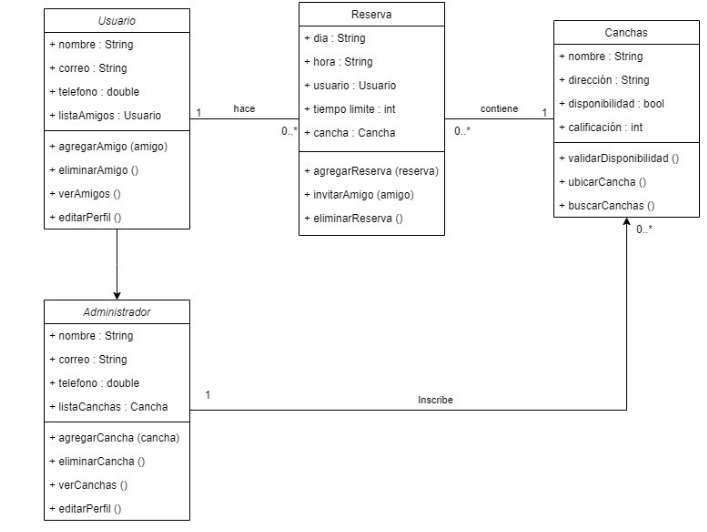 Usuario
+ nombre : String
+ correo : String
+ telefono : double
+ listaAmigos : Usuario
+ agregarAmigo (amigo)
+ eliminarAmigo ()
+ verAmigos ()
+ editarPerfil ()
1
hace
0..*
Reserva
+ dia : String
+ hora : String
+ usuario : Usuario
+ tiempo limite : int
+ cancha : Cancha
+ agregarReserva (reserva)
+ invitarAmigo (amigo)
+ eliminarReserva ()
0..*
contiene
1
Canchas
+ nombre : String
+ dirección : String
+ disponibilidad : bool
+ calificación : int
+ validarDisponibilidad ()
+ ubicarCancha ()
+ buscarCanchas ()
0..*
Administrador
+ nombre : String
+ correo : String
+ telefono : double
+ listaCanchas : Cancha
+ agregarCancha (cancha)
+ eliminarCancha ()
+ verCanchas ()
+ editarPerfil ()
1
Inscribe